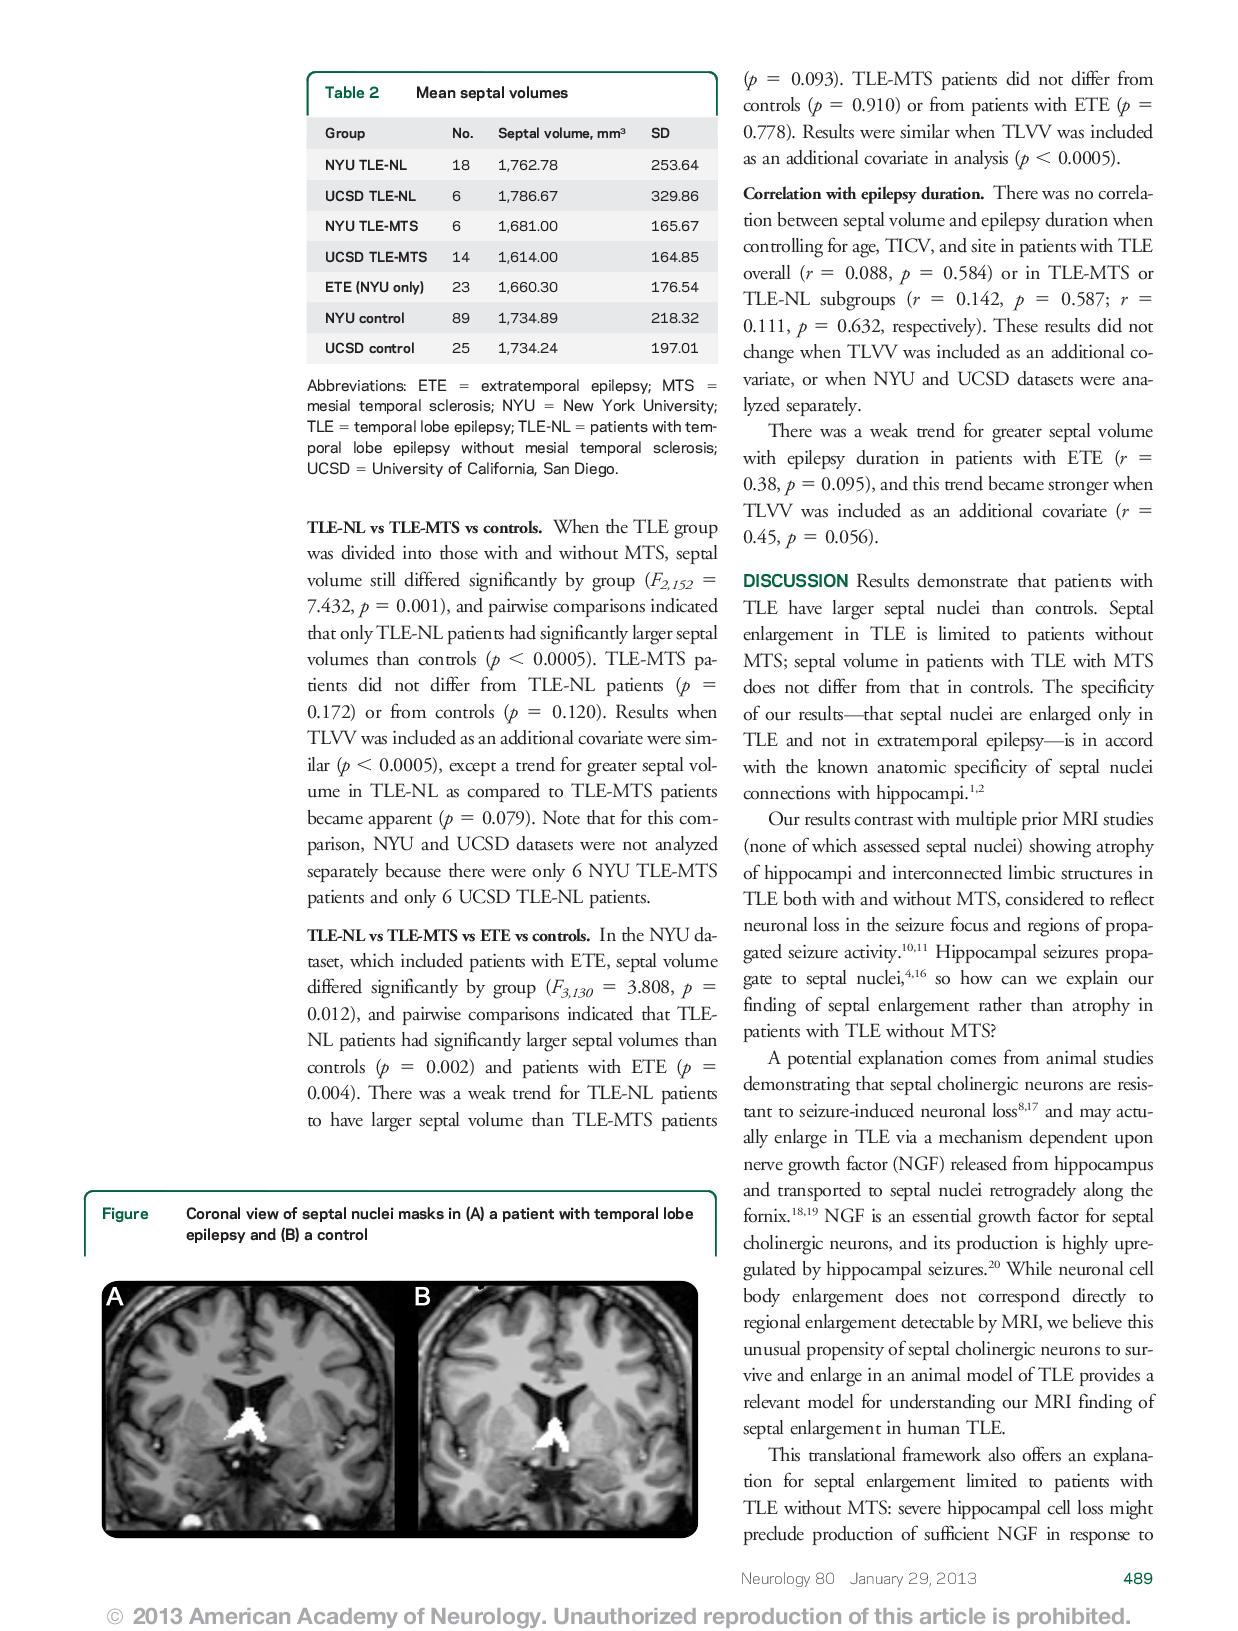 Table 2 Mean septal volumes
Group No. Septal volume, mm³ SD
NYU TLE-NL 18 1,762.78 253.64
UCSD TLE-NL 6 1,786.67 329.86
NYU TLE-MTS 6 1,681.00 165.67
UCSD TLE-MTS 14 1,614.00 164.85
ETE (NYU only) 23 1,660.30 176.54
NYU control 89 1,734.89 218.32
UCSD control 25 1,734.24 197.01
Abbreviations: ETE = extratemporal epilepsy; MTS =
mesial temporal sclerosis; NYU = New York University;
TLE = temporal lobe epilepsy; TLE-NL = patients with tem-
poral lobe epilepsy without mesial temporal sclerosis;
UCSD = University of California, San Diego.
TLE-NL vs TLE-MTS vs controls. When the TLE group
was divided into those with and without MTS, septal
volume still differed significantly by group (F2,152 =
7.432, p = 0.001), and pairwise comparisons indicated
that only TLE-NL patients had significantly larger septal
volumes than controls (p < 0.0005). TLE-MTS pa-
tients did not differ from TLE-NL patients (p =
0.172) or from controls (p = 0.120). Results when
TLVV was included as an additional covariate were sim-
ilar (p < 0.0005), except a trend for greater septal vol-
ume in TLE-NL as compared to TLE-MTS patients
became apparent (p = 0.079). Note that for this com-
parison, NYU and UCSD datasets were not analyzed
separately because there were only 6 NYU TLE-MTS
patients and only 6 UCSD TLE-NL patients.
TLE-NL vs TLE-MTS vs ETE vs controls. In the NYU da-
taset, which included patients with ETE, septal volume
differed significantly by group (F3,130 = 3.808, p =
0.012), and pairwise comparisons indicated that TLE-
NL patients had significantly larger septal volumes than
controls (p = 0.002) and patients with ETE (p =
0.004). There was a weak trend for TLE-NL patients
to have larger septal volume than TLE-MTS patients
Figure Coronal view of septal nuclei masks in (A) a patient with temporal lobe
epilepsy and (B) a control
A B
(p = 0.093). TLE-MTS patients did not differ from
controls (p = 0.910) or from patients with ETE (p =
0.778). Results were similar when TLVV was included
as an additional covariate in analysis (p < 0.0005).
Correlation with epilepsy duration. There was no correla-
tion between septal volume and epilepsy duration when
controlling for age, TICV, and site in patients with TLE
overall (r = 0.088, p = 0.584) or in TLE-MTS or
TLE-NL subgroups (r = 0.142, p = 0.587; r =
0.111, p = 0.632, respectively). These results did not
change when TLVV was included as an additional co-
variate, or when NYU and UCSD datasets were ana-
lyzed separately.
There was a weak trend for greater septal volume
with epilepsy duration in patients with ETE (r =
0.38, p = 0.095), and this trend became stronger when
TLVV was included as an additional covariate (r =
0.45, p = 0.056).
DISCUSSION Results demonstrate that patients with
TLE have larger septal nuclei than controls. Septal
enlargement in TLE is limited to patients without
MTS; septal volume in patients with TLE with MTS
does not differ from that in controls. The specificity
of our results—that septal nuclei are enlarged only in
TLE and not in extratemporal epilepsy—is in accord
with the known anatomic specificity of septal nuclei
connections with hippocampi.1,2
Our results contrast with multiple prior MRI studies
(none of which assessed septal nuclei) showing atrophy
of hippocampi and interconnected limbic structures in
TLE both with and without MTS, considered to reflect
neuronal loss in the seizure focus and regions of propa-
gated seizure activity.10,11 Hippocampal seizures propa-
gate to septal nuclei,4,16 so how can we explain our
finding of septal enlargement rather than atrophy in
patients with TLE without MTS?
A potential explanation comes from animal studies
demonstrating that septal cholinergic neurons are resis-
tant to seizure-induced neuronal loss8,17 and may actu-
ally enlarge in TLE via a mechanism dependent upon
nerve growth factor (NGF) released from hippocampus
and transported to septal nuclei retrogradely along the
fornix.18,19 NGF is an essential growth factor for septal
cholinergic neurons, and its production is highly upre-
gulated by hippocampal seizures.20 While neuronal cell
body enlargement does not correspond directly to
regional enlargement detectable by MRI, we believe this
unusual propensity of septal cholinergic neurons to sur-
vive and enlarge in an animal model of TLE provides a
relevant model for understanding our MRI finding of
septal enlargement in human TLE.
This translational framework also offers an explana-
tion for septal enlargement limited to patients with
TLE without MTS: severe hippocampal cell loss might
preclude production of sufficient NGF in response to
Neurology 80 January 29, 2013 489
© 2013 American Academy of Neurology. Unauthorized reproduction of this article is prohibited.